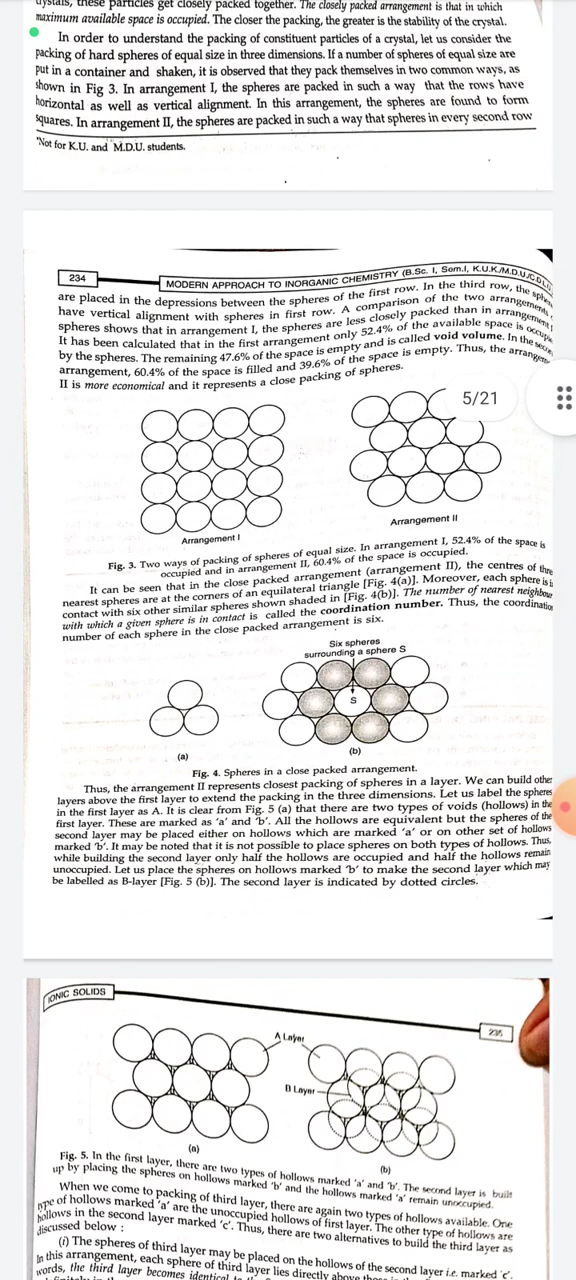 crystals, these particles get closely packed together. The closely packed arrangement is that in which
maximum available space is occupied. The closer the packing, the greater is the stability of the crystal.
In order to understand the packing of constituent particles of a crystal, let us consider the
packing of hard spheres of equal size in three dimensions. If a number of spheres of equal size are
put in a container and shaken, it is observed that they pack themselves in two common ways, as
shown in Fig 3. In arrangement I, the spheres are packed in such a way that the rows have
horizontal as well as vertical alignment. In this arrangement, the spheres are found to form
squares. In arrangement II, the spheres are packed in such a way that spheres in every second row
*Not for K.U. and M.D.U. students.
234
MODERN APPROACH TO INORGANIC CHEMISTRY (B.Sc. I, Sem.I, K.U.K/M.D.U./C.D.L.U.
are placed in the depressions between the spheres of the first row. In the third row, the spheres
have vertical alignment with spheres in first row. A comparison of the two arrangements
spheres shows that in arrangement I, the spheres are less closely packed than in arrangement
It has been calculated that in the first arrangement only 52.4% of the available space is occupied
by the spheres. The remaining 47.6% of the space is empty and is called void volume. In the second
arrangement, 60.4% of the space is filled and 39.6% of the space is empty. Thus, the arrangement
II is more economical and it represents a close packing of spheres.
5/21
Arrangement I
Arrangement II
Fig. 3. Two ways of packing of spheres of equal size. In arrangement I, 52.4% of the space is
occupied and in arrangement II, 60.4% of the space is occupied.
It can be seen that in the close packed arrangement (arrangement II), the centres of three
nearest spheres are at the corners of an equilateral triangle [Fig. 4(a)]. Moreover, each sphere is in
contact with six other similar spheres shown shaded in [Fig. 4(b)]. The number of nearest neighbour
with which a given sphere is in contact is called the coordination number. Thus, the coordination
number of each sphere in the close packed arrangement is six.
Six spheres
surrounding a sphere S
S
(a)
(b)
Fig. 4. Spheres in a close packed arrangement.
Thus, the arrangement II represents closest packing of spheres in a layer. We can build other
layers above the first layer to extend the packing in the three dimensions. Let us label the spheres
in the first layer as A. It is clear from Fig. 5 (a) that there are two types of voids (hollows) in the
first layer. These are marked as 'a' and 'b'. All the hollows are equivalent but the spheres of the
second layer may be placed either on hollows which are marked 'a' or on other set of hollows
marked 'b'. It may be noted that it is not possible to place spheres on both types of hollows. Thus,
while building the second layer only half the hollows are occupied and half the hollows remain
unoccupied. Let us place the spheres on hollows marked 'b' to make the second layer which may
be labelled as B-layer [Fig. 5 (b)]. The second layer is indicated by dotted circles.
IONIC SOLIDS
235
A Layer
B Layer
(a)
(b)
Fig. 5. In the first layer, there are two types of hollows marked 'a' and 'b'. The second layer is built
up by placing the spheres on hollows marked 'b' and the hollows marked 'a' remain unoccupied.
When we come to packing of third layer, there are again two types of hollows available. One
type of hollows marked 'a' are the unoccupied hollows of first layer. The other type of hollows are
hollows in the second layer marked 'c'. Thus, there are two alternatives to build the third layer as
discussed below :
(i) The spheres of third layer may be placed on the hollows of the second layer i.e. marked 'c'.
In this arrangement, each sphere of third layer lies directly above those
words, the third layer becomes identical to the